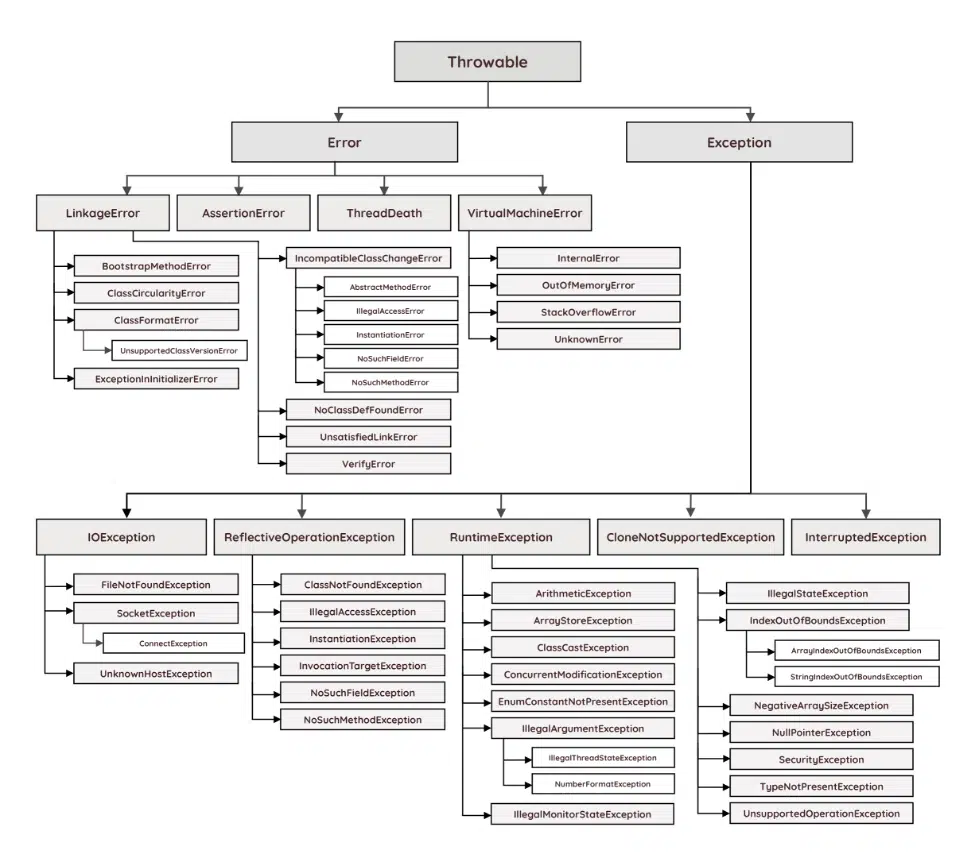 Throwable
Error
Exception
LinkageError
AssertionError
ThreadDeath
VirtualMachineError
BootstrapMethodError
ClassCircularityError
ClassFormatError
UnsupportedClassVersionError
ExceptionInInitializerError
IncompatibleClassChangeError
AbstractMethodError
IllegalAccessError
InstantiationError
NoSuchFieldError
NoSuchMethodError
NoClassDefFoundError
UnsatisfiedLinkError
VerifyError
InternalError
OutOfMemoryError
StackOverflowError
UnknownError
IOException
ReflectiveOperationException
RuntimeException
CloneNotSupportedException
InterruptedException
FileNotFoundException
SocketException
ConnectException
UnknownHostException
ClassNotFoundException
IllegalAccessException
InstantiationException
InvocationTargetException
NoSuchFieldException
NoSuchMethodException
ArithmeticException
ArrayStoreException
ClassCastException
ConcurrentModificationException
EnumConstantNotPresentException
IllegalArgumentException
IllegalThreadStateException
NumberFormatException
IllegalMonitorStateException
IllegalStateException
IndexOutOfBoundsException
ArrayIndexOutOfBoundsException
StringIndexOutOfBoundsException
NegativeArraySizeException
NullPointerException
SecurityException
TypeNotPresentException
UnsupportedOperationException